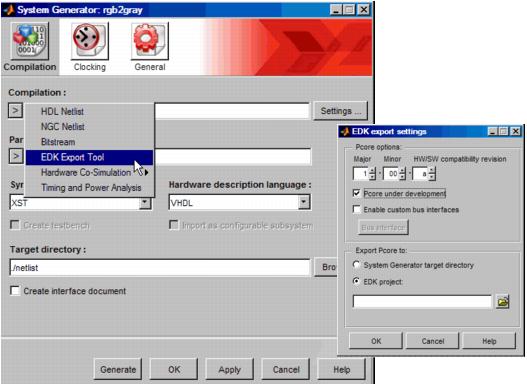 System Generator: rgb2gray
Compilation
Clocking
General
Compilation :
>
Settings ...
HDL Netlist
NGC Netlist
Bitstream
EDK Export Tool
Hardware Co-Simulation
Timing and Power Analysis
Par
>
Syn
Hardware description language :
XST
VHDL
Create testbench
Import as configurable subsystem
Target directory :
./netlist
Bro
Create interface document
Generate
OK
Apply
Cancel
Help
EDK export settings
Pcore options:
Major Minor HW/SW compatibility revision
1 . 00 . a
Pcore under development
Enable custom bus interfaces
Bus interface
Export Pcore to:
System Generator target directory
EDK project:
OK
Cancel
Help